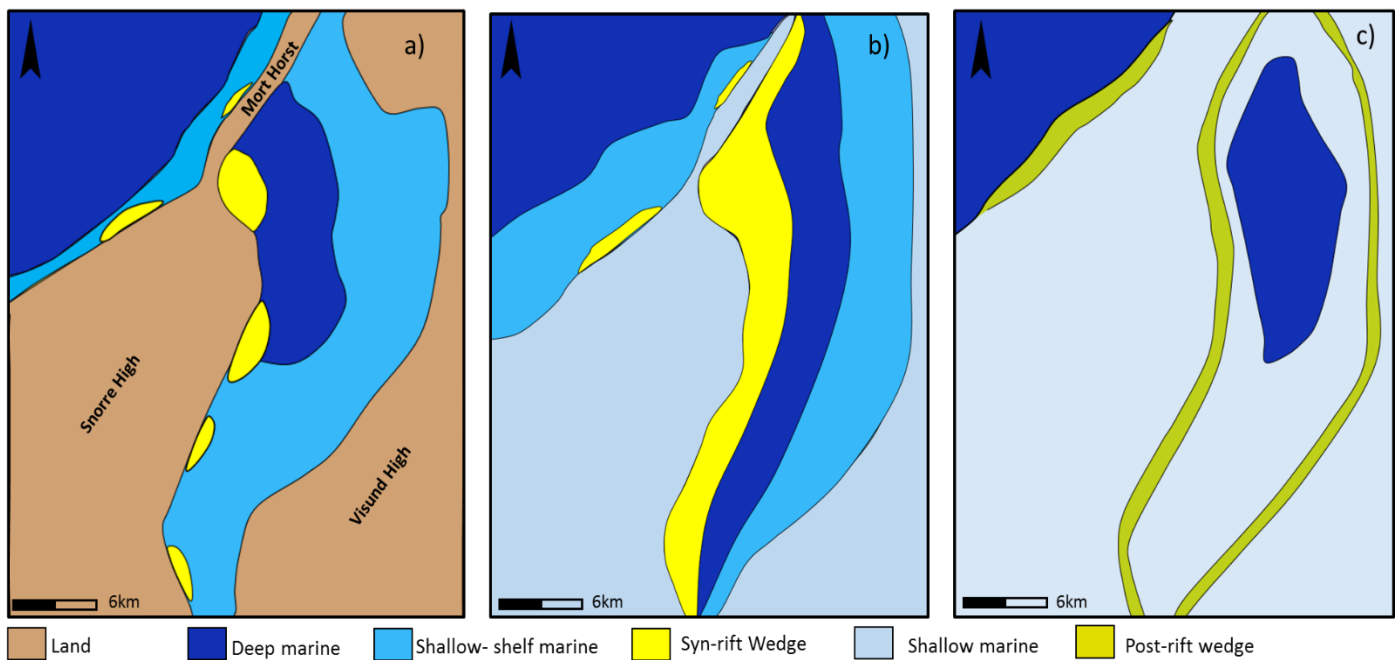 a)
Mort Horst
Snorre High
Visund High
6km
b)
6km
c)
6km
Land
Deep marine
Shallow- shelf marine
Syn-rift Wedge
Shallow marine
Post-rift wedge